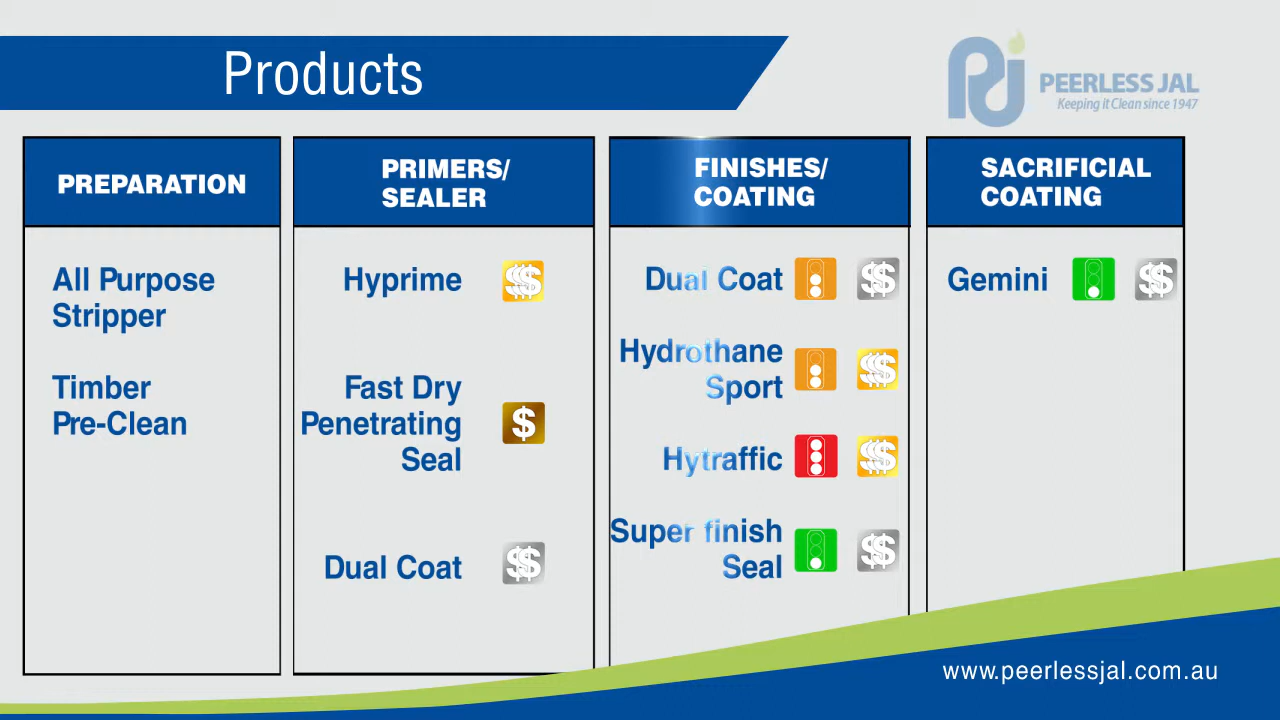 Products
PEERLESS JAL
Keeping it Clean since 1947
PREPARATION
All Purpose
Stripper
Timber
Pre-Clean
PRIMERS/
SEALER
Hyprime
$$$
Fast Dry
Penetrating
Seal
$
Dual Coat
$$
FINISHES/
COATING
Dual Coat
$$
Hydrothane
Sport
$$$
Hytraffic
$$$
Super finish
Seal
$$
SACRIFICIAL
COATING
Gemini
$$
www.peerlessjal.com.au